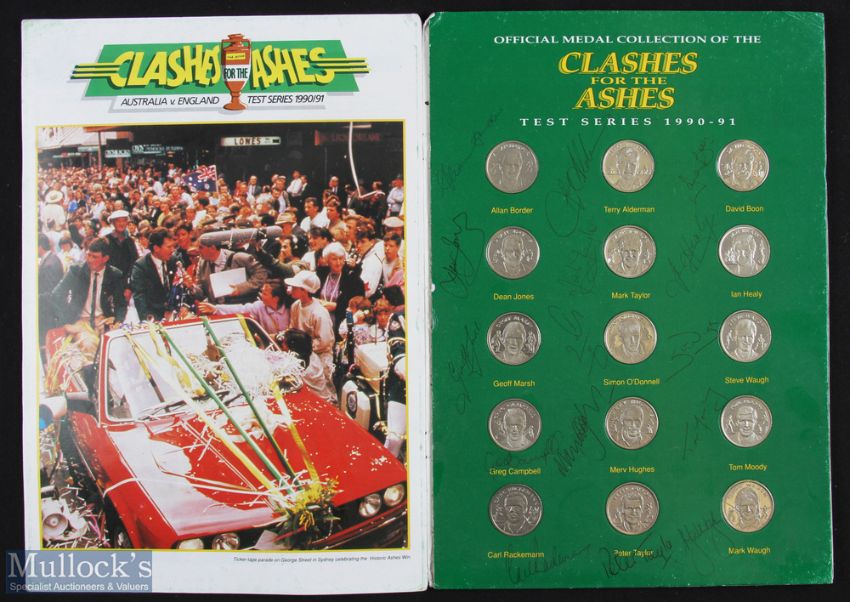 CLASHES
FOR THE
ASHES
AUSTRALIA v. ENGLAND TEST SERIES 1990/91
LOWES
Ticker-tape parade on George Street in Sydney celebrating the Historic Ashes Win
Mullock's
Specialist Auctioneers & Valuers
OFFICIAL MEDAL COLLECTION OF THE
CLASHES
FOR THE
ASHES
TEST SERIES 1990-91
Allan Border
Terry Alderman
David Boon
Dean Jones
Mark Taylor
Ian Healy
Geoff Marsh
Simon O'Donnell
Steve Waugh
Greg Campbell
Merv Hughes
Tom Moody
Carl Rackemann
Peter Taylor
Mark Waugh